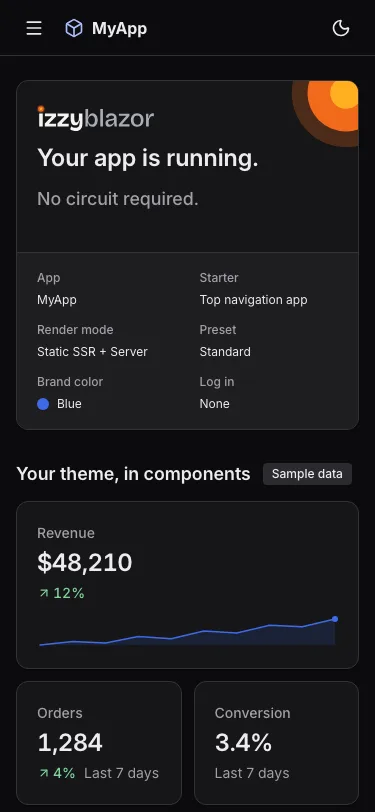 MyApp
izzyblazor
Your app is running.
No circuit required.
App
MyApp
Starter
Top navigation app
Render mode
Static SSR + Server
Preset
Standard
Brand color
Blue
Log in
None
Your theme, in components
Sample data
Revenue
$48,210
12%
Orders
1,284
4% Last 7 days
Conversion
3.4%
Last 7 days